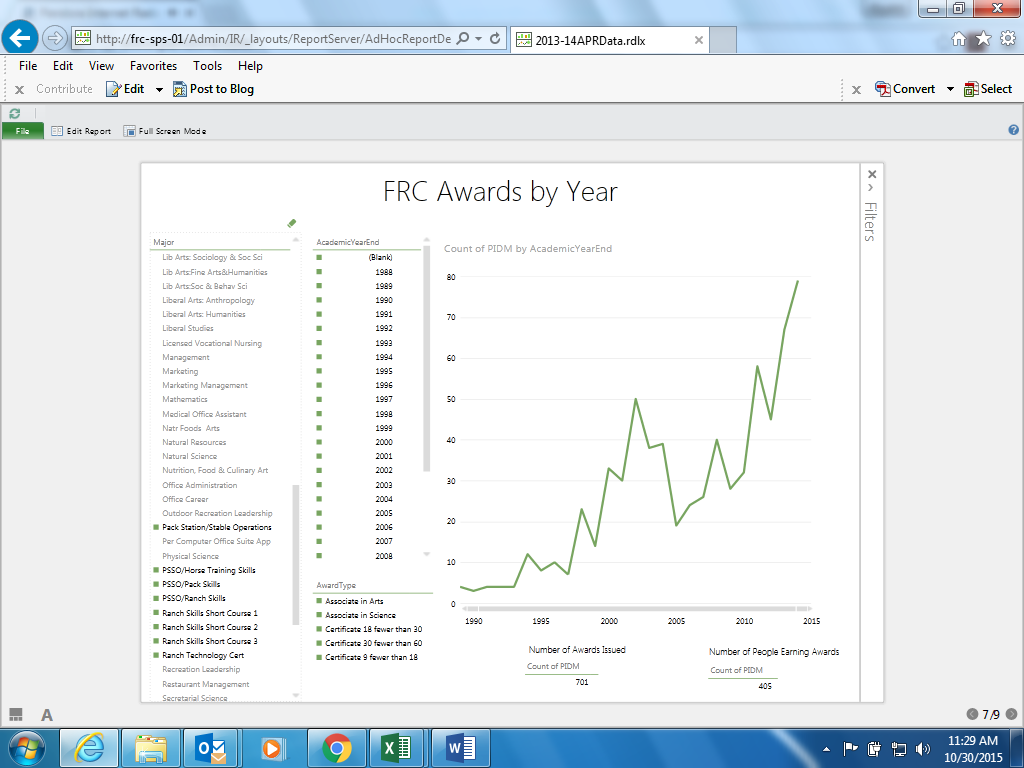 http://frc-sps-01/Admin/IR/_layouts/ReportServer/AdHocReportDe
2013-14APRData.rdlx
File Edit View Favorites Tools Help
x Contribute Edit Post to Blog
x Convert Select
File Edit Report Full Screen Mode
FRC Awards by Year
Filters
Major
Lib Arts: Sociology & Soc Sci
Lib Arts:Fine Arts&Humanities
Lib Arts:Soc & Behav Sci
Liberal Arts: Anthropology
Liberal Arts: Humanities
Liberal Studies
Licensed Vocational Nursing
Management
Marketing
Marketing Management
Mathematics
Medical Office Assistant
Natr Foods Arts
Natural Resources
Natural Science
Nutrition, Food & Culinary Art
Office Administration
Office Career
Outdoor Recreation Leadership
Pack Station/Stable Operations
Per Computer Office Suite App
Physical Science
PSSO/Horse Training Skills
PSSO/Pack Skills
PSSO/Ranch Skills
Ranch Skills Short Course 1
Ranch Skills Short Course 2
Ranch Skills Short Course 3
Ranch Technology Cert
Recreation Leadership
Restaurant Management
Secretarial Science
AcademicYearEnd
(Blank)
1988
1989
1990
1991
1992
1993
1994
1995
1996
1997
1998
1999
2000
2001
2002
2003
2004
2005
2006
2007
2008
AwardType
Associate in Arts
Associate in Science
Certificate 18 fewer than 30
Certificate 30 fewer than 60
Certificate 9 fewer than 18
Count of PIDM by AcademicYearEnd
80
70
60
50
40
30
20
10
0
1990 1995 2000 2005 2010 2015
Number of Awards Issued
Count of PIDM
701
Number of People Earning Awards
Count of PIDM
405
A
7/9
11:29 AM
10/30/2015